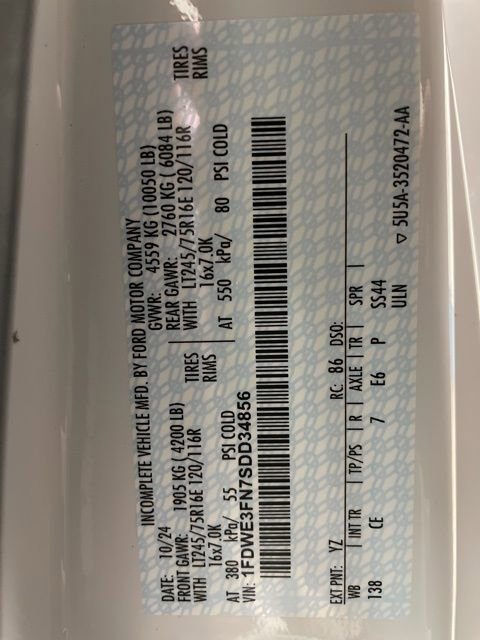 INCOMPLETE VEHICLE MFD. BY FORD MOTOR COMPANY
DATE: 10/24 GVWR: 4559 KG (10050 LB)
FRONT GAWR: 1905 KG / 4200 LB) REAR GAWR: 2760 KG ( 6084 LB)
WITH LT245/75R16E 120/116R TIRES WITH LT245/75R16E 120/116R TIRES
16x7.0K RIMS 16x7.0K RIMS
AT 380 kPa/ 55 PSI COLD AT 550 kPa/ 80 PSI COLD
VIN: 1FDWE3FN7SDD34856
EXT PNT: YZ RC: 86 DSO:
WB | INT TR | TP/PS | R | AXLE | TR | SPR |
138 CE 7 E6 P SS44
ULN
▽ 5U5A-3520472-AA